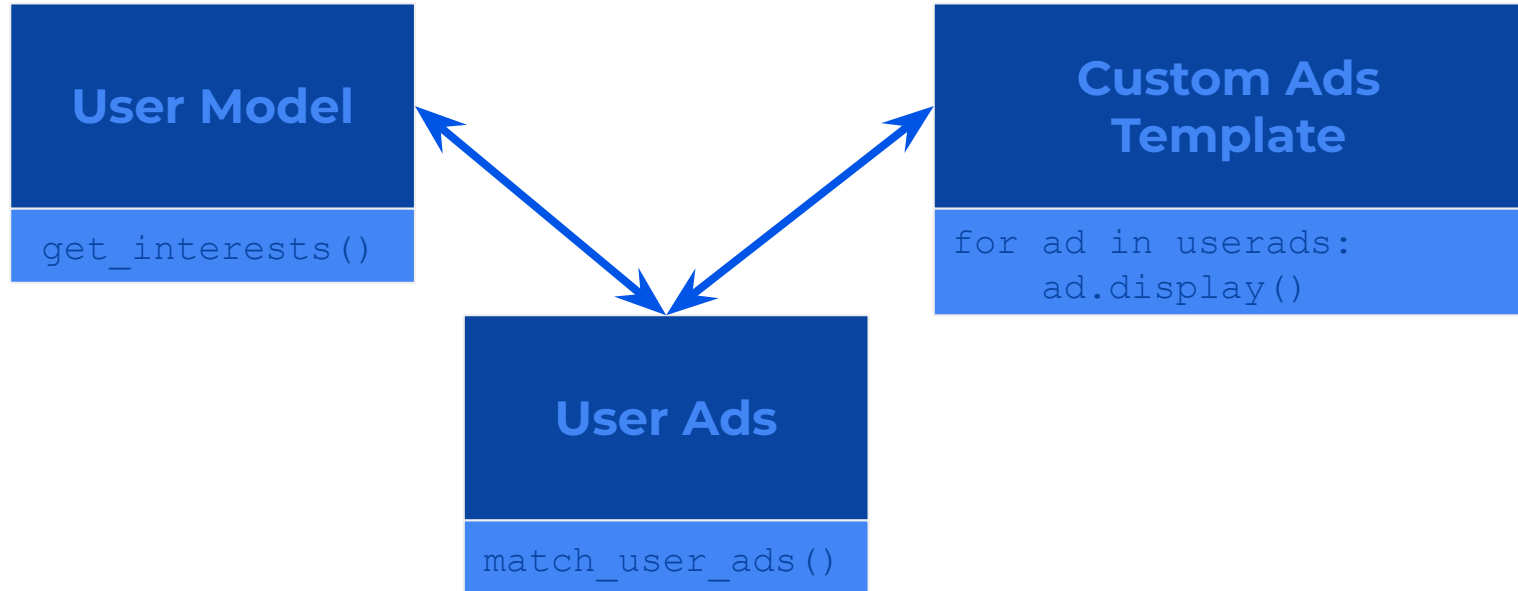 User Model
get_interests()
Custom Ads
Template
for ad in userads:
    ad.display()
User Ads
match_user_ads()